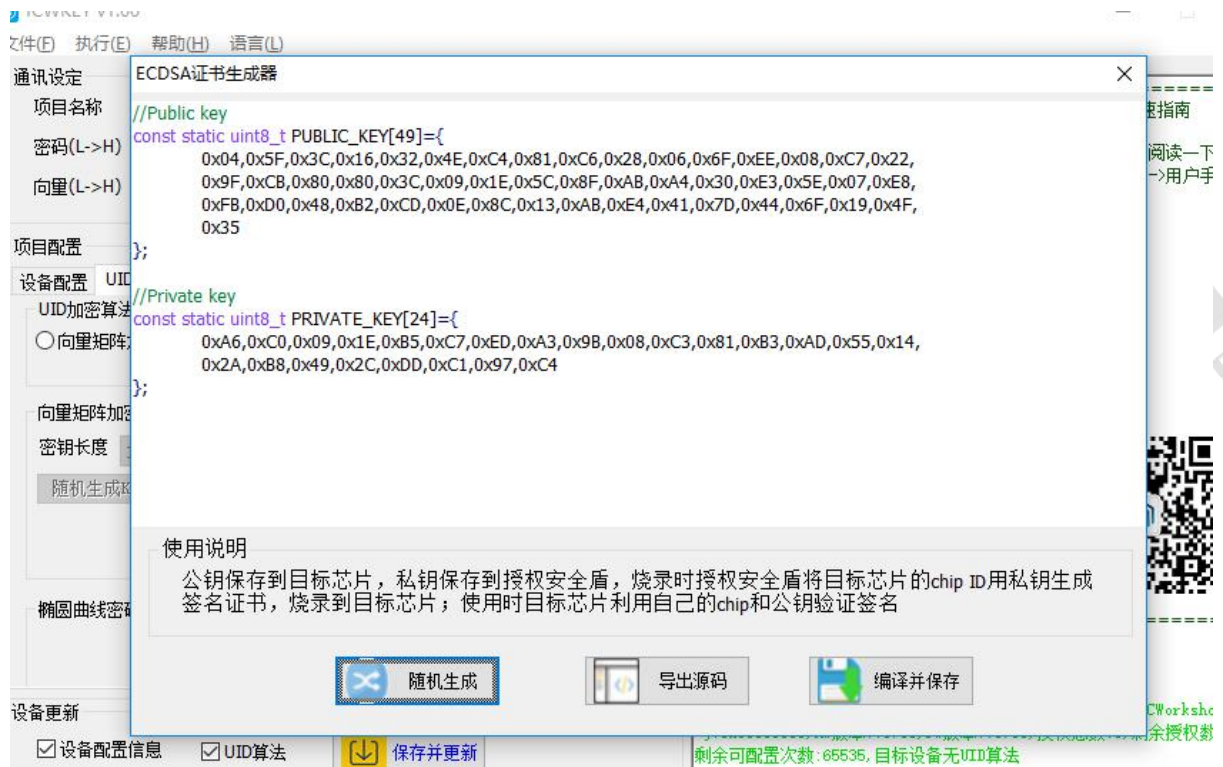 文件(F) 执行(E) 帮助(H) 语言(L)
通讯设定
项目名称
密码(L->H)
向量(L->H)
项目配置
设备配置 UID
UID加密算法
向量矩阵
向量矩阵加密
密钥长度
随机生成K
椭圆曲线密码
设备更新
设备配置信息 UID算法 保存并更新
ECDSA证书生成器
//Public key
const static uint8_t PUBLIC_KEY[49]={
0x04,0x5F,0x3C,0x16,0x32,0x4E,0xC4,0x81,0xC6,0x28,0x06,0x6F,0xEE,0x08,0xC7,0x22,
0x9F,0xCB,0x80,0x80,0x3C,0x09,0x1E,0x5C,0x8F,0xAB,0xA4,0x30,0xE3,0x5E,0x07,0xE8,
0xFB,0xD0,0x48,0xB2,0xCD,0x0E,0x8C,0x13,0xAB,0xE4,0x41,0x7D,0x44,0x6F,0x19,0x4F,
0x35
};
//Private key
const static uint8_t PRIVATE_KEY[24]={
0xA6,0xC0,0x09,0x1E,0xB5,0xC7,0xED,0xA3,0x9B,0x08,0xC3,0x81,0xB3,0xAD,0x55,0x14,
0x2A,0xB8,0x49,0x2C,0xDD,0xC1,0x97,0xC4
};
使用说明
公钥保存到目标芯片，私钥保存到授权安全盾，烧录时授权安全盾将目标芯片的chip ID用私钥生成
签名证书，烧录到目标芯片；使用时目标芯片利用自己的chip和公钥验证签名
随机生成 导出源码 编译并保存
速指南
阅读一下
->用户手
CWorksho
余授权数
剩余可配置次数:65535,目标设备无UID算法